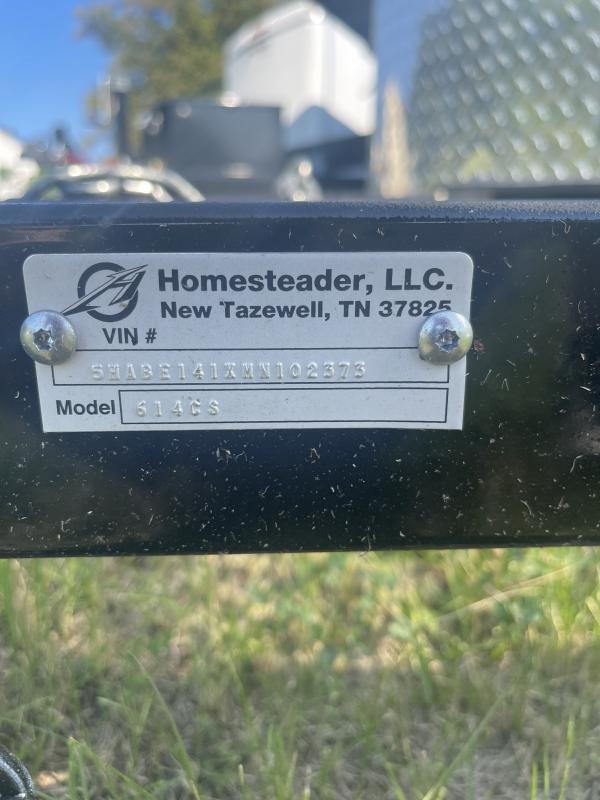 Homesteader, LLC.
New Tazewell, TN 37825
VIN #
5HABE141XMN102373
Model 614CS